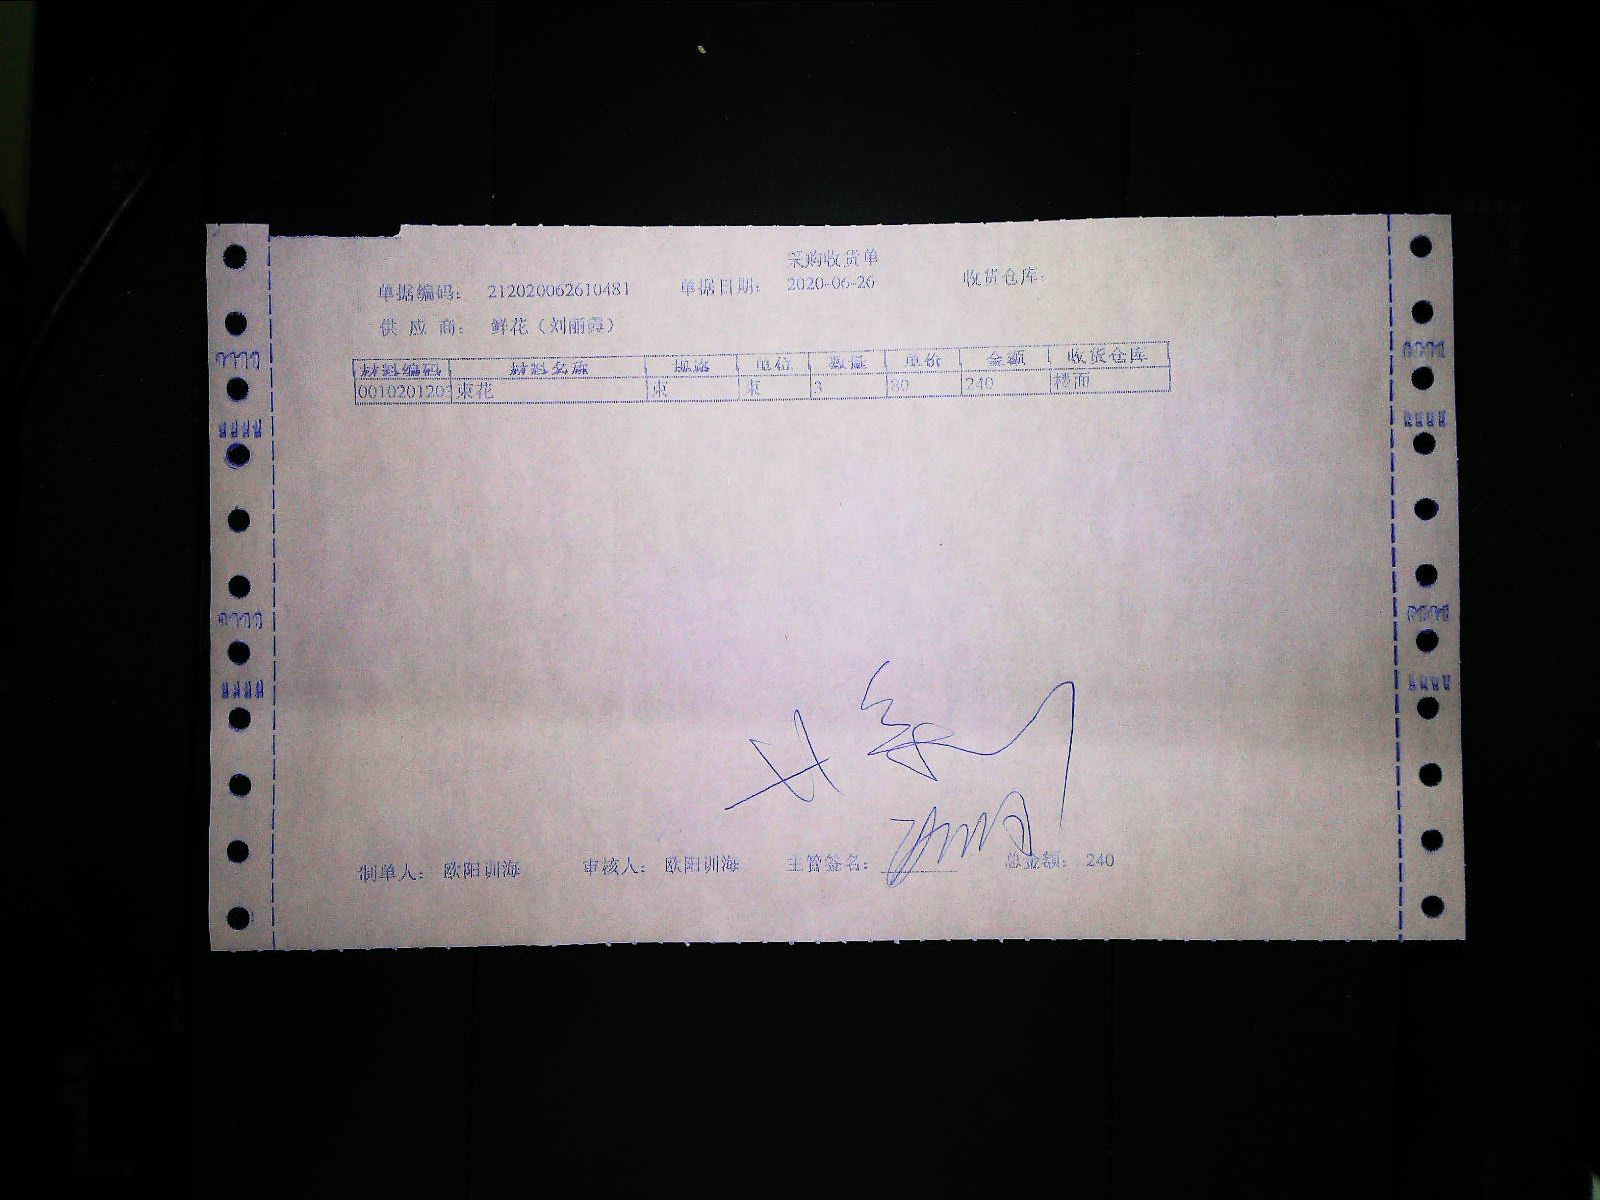 采购收货单
单据编码： 212020062610481 单据日期： 2020-06-26 收货仓库：
供 应 商： 鲜花（刘丽霞）
材料编码 材料名称 规格 单位 数量 单价 金额 收货仓库
0010201203 束花 束 束 3 80 240 楼面
制单人： 欧阳训海 审核人： 欧阳训海 主管签名： 总金额： 240